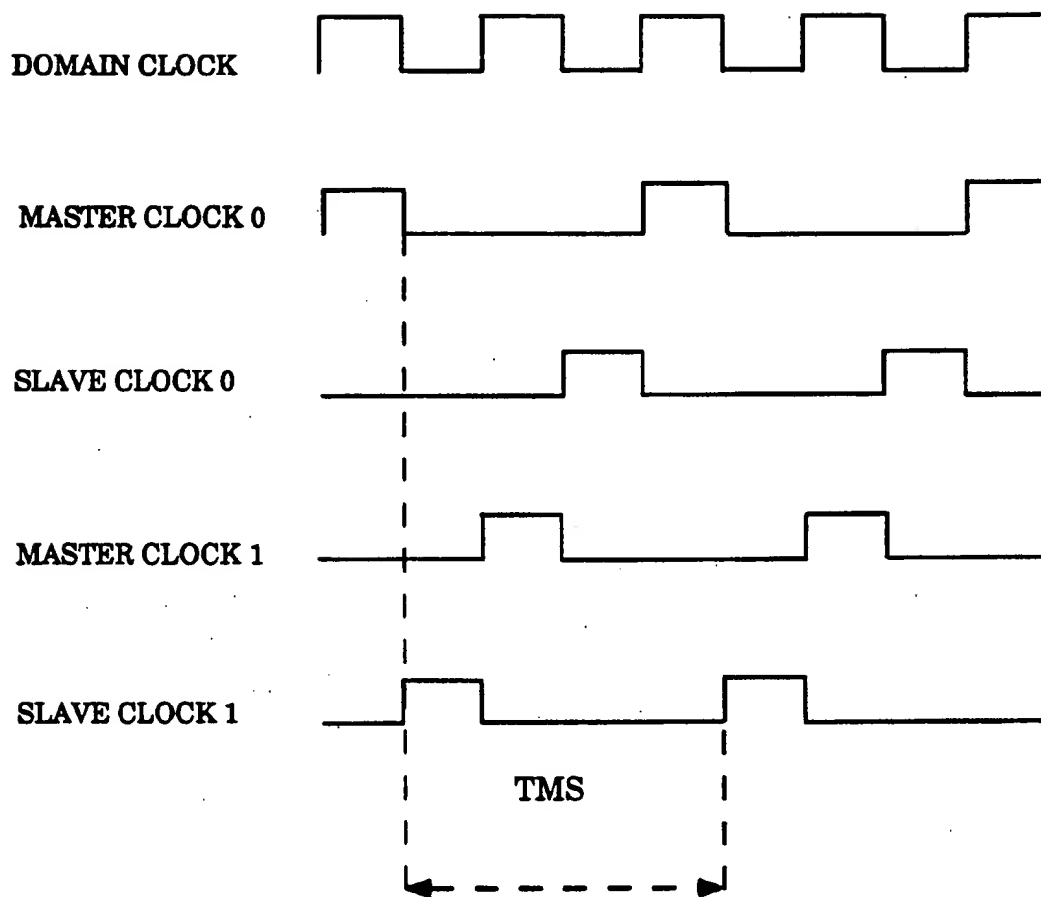 DOMAIN CLOCK
MASTER CLOCK 0
SLAVE CLOCK 0
MASTER CLOCK 1
SLAVE CLOCK 1
TMS